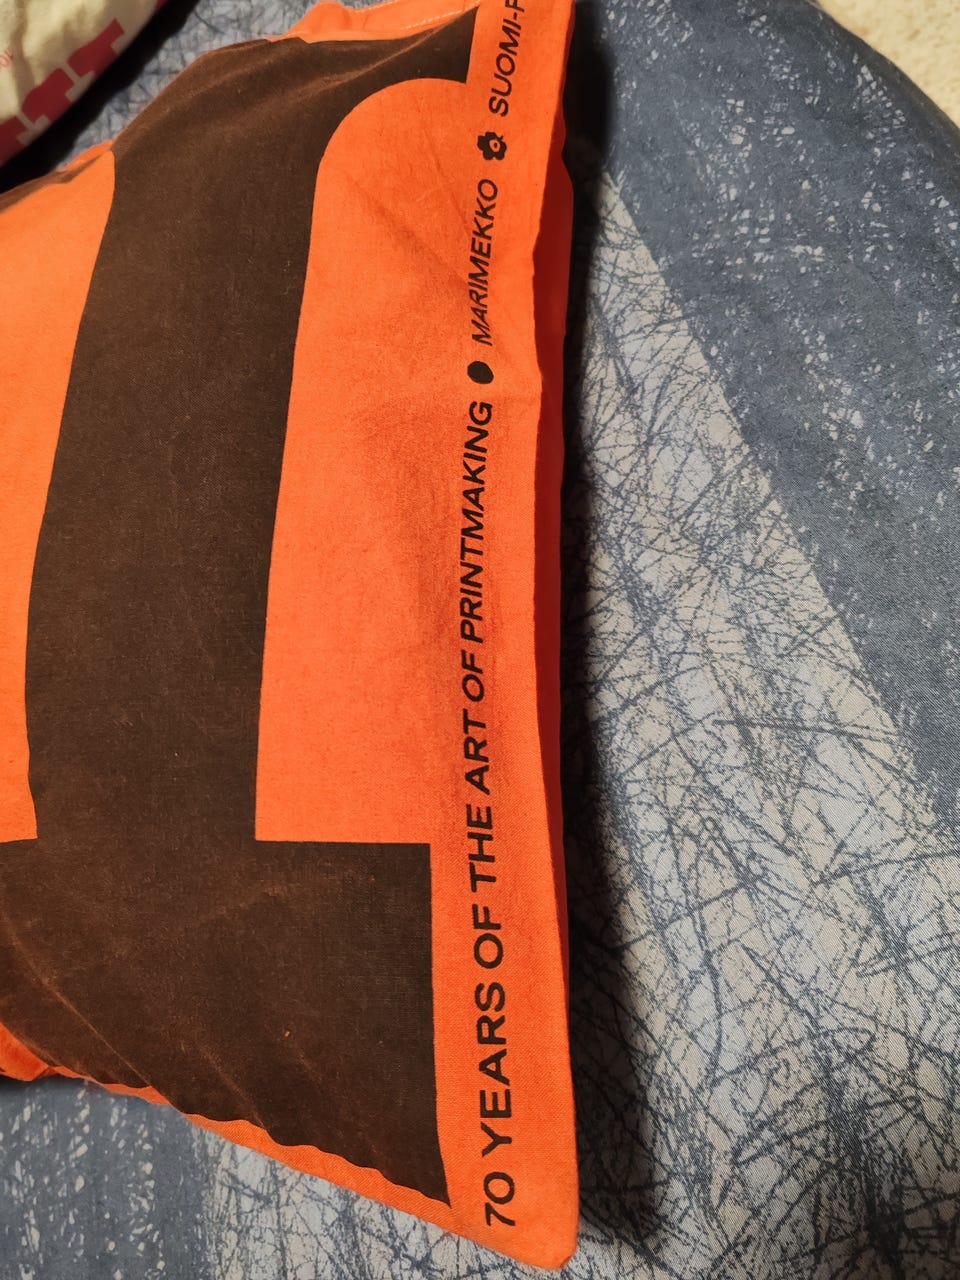 70 YEARS OF THE ART OF PRINTMAKING ● MARIMEKKO SUOMI-